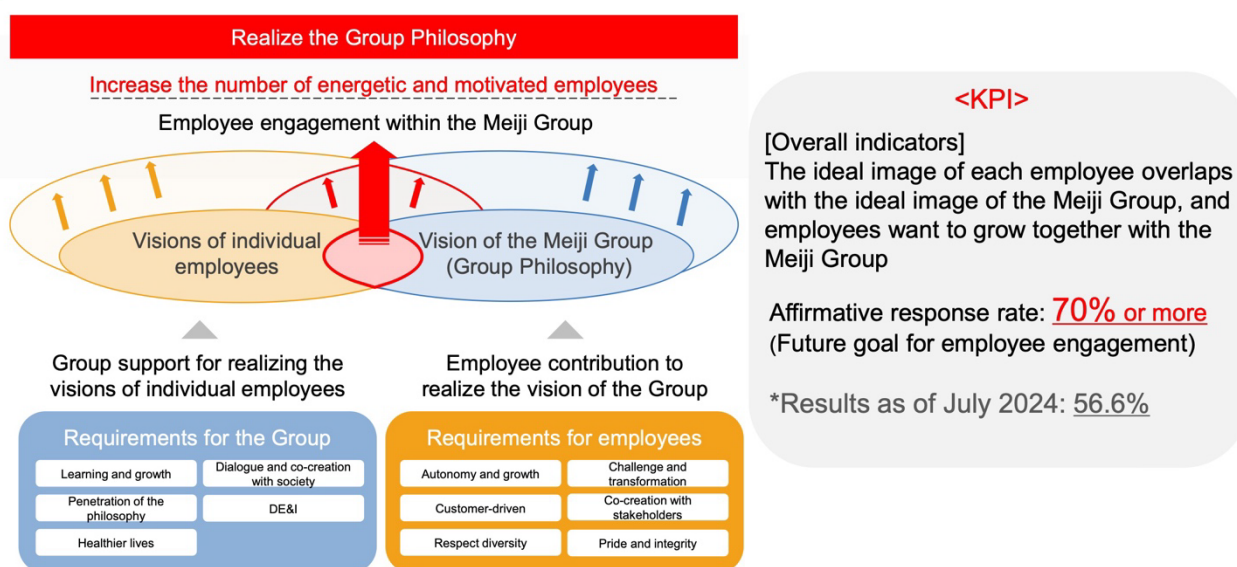 Realize the Group Philosophy
Increase the number of energetic and motivated employees
Employee engagement within the Meiji Group
Visions of individual
employees
Vision of the Meiji Group
(Group Philosophy)
Group support for realizing the
visions of individual employees
Employee contribution to
realize the vision of the Group
Requirements for the Group
Learning and growth
Dialogue and co-creation
with society
Penetration of the
philosophy
DE&I
Healthier lives
Requirements for employees
Autonomy and growth
Challenge and
transformation
Customer-driven
Co-creation with
stakeholders
Respect diversity
Pride and integrity
<KPI>
[Overall indicators]
The ideal image of each employee overlaps
with the ideal image of the Meiji Group, and
employees want to grow together with the
Meiji Group
Affirmative response rate: 70% or more
(Future goal for employee engagement)
*Results as of July 2024: 56.6%